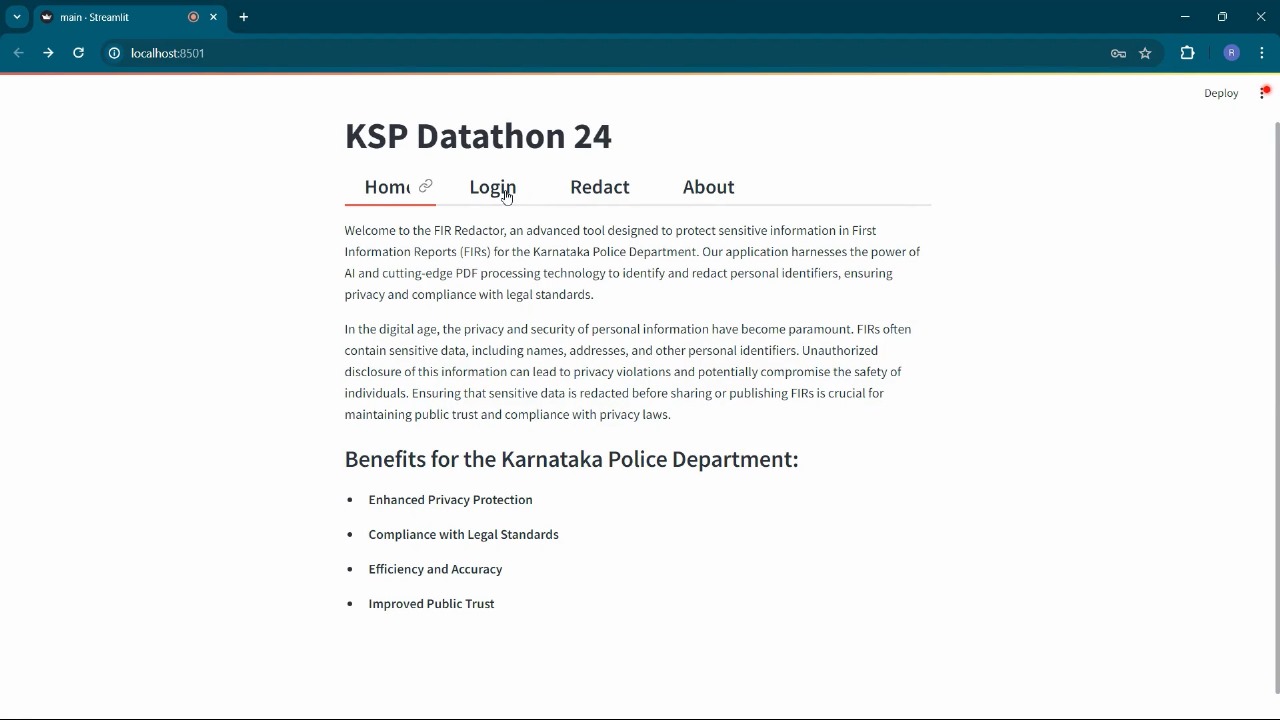 main · Streamlit
localhost:8501
R
Deploy
KSP Datathon 24
Home Login Redact About
Welcome to the FIR Redactor, an advanced tool designed to protect sensitive information in First
Information Reports (FIRs) for the Karnataka Police Department. Our application harnesses the power of
AI and cutting-edge PDF processing technology to identify and redact personal identifiers, ensuring
privacy and compliance with legal standards.
In the digital age, the privacy and security of personal information have become paramount. FIRs often
contain sensitive data, including names, addresses, and other personal identifiers. Unauthorized
disclosure of this information can lead to privacy violations and potentially compromise the safety of
individuals. Ensuring that sensitive data is redacted before sharing or publishing FIRs is crucial for
maintaining public trust and compliance with privacy laws.
Benefits for the Karnataka Police Department:
• Enhanced Privacy Protection
• Compliance with Legal Standards
• Efficiency and Accuracy
• Improved Public Trust